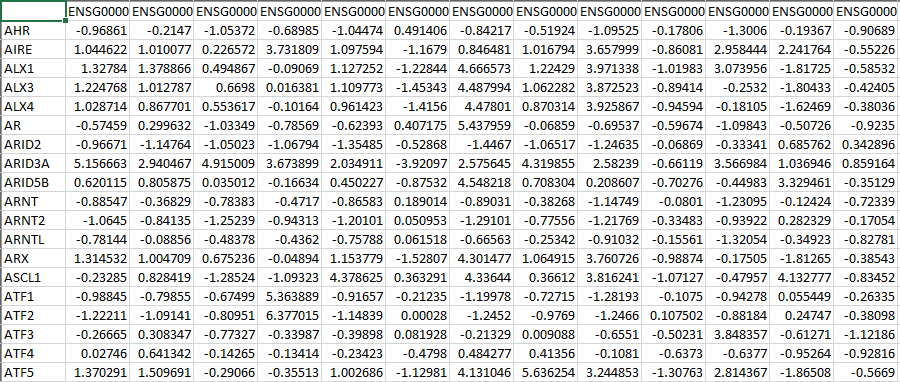 ENSG0000 ENSG0000 ENSG0000 ENSG0000 ENSG0000 ENSG0000 ENSG0000 ENSG0000 ENSG0000 ENSG0000 ENSG0000 ENSG0000 ENSG0000
AHR -0.96861 -0.2147 -1.05372 -0.68985 -1.04474 0.491406 -0.84217 -0.51924 -1.09525 -0.17806 -1.3006 -0.19367 -0.90689
AIRE 1.044622 1.010077 0.226572 3.731809 1.097594 -1.1679 0.846481 1.016794 3.657999 -0.86081 2.958444 2.241764 -0.55226
ALX1 1.32784 1.378866 0.494867 -0.09069 1.127252 -1.22844 4.666573 1.22429 3.971338 -1.01983 3.073956 -1.81725 -0.58532
ALX3 1.224768 1.012787 0.6698 0.016381 1.109773 -1.45343 4.487994 1.062282 3.872523 -0.89414 -0.2532 -1.80433 -0.42405
ALX4 1.028714 0.867701 0.553617 -0.10164 0.961423 -1.4156 4.47801 0.870314 3.925867 -0.94594 -0.18105 -1.62469 -0.38036
AR -0.57459 0.299632 -1.03349 -0.78569 -0.62393 0.407175 5.437959 -0.06859 -0.69537 -0.59674 -1.09843 -0.50726 -0.9235
ARID2 -0.96671 -1.14764 -1.05023 -1.06794 -1.35485 -0.52868 -1.4467 -1.06517 -1.24635 -0.06869 -0.33341 0.685762 0.342896
ARID3A 5.156663 2.940467 4.915009 3.673899 2.034911 -3.92097 2.575645 4.319855 2.58239 -0.66119 3.566984 1.036946 0.859164
ARID5B 0.620115 0.805875 0.035012 -0.16634 0.450227 -0.87532 4.548218 0.708304 0.208607 -0.70276 -0.44983 3.329461 -0.35129
ARNT -0.88547 -0.36829 -0.78383 -0.4717 -0.86583 0.189014 -0.89031 -0.38268 -1.14749 -0.0801 -1.23095 -0.12424 -0.72339
ARNT2 -1.0645 -0.84135 -1.25239 -0.94313 -1.20101 0.050953 -1.29101 -0.77556 -1.21769 -0.33483 -0.93922 0.282329 -0.17054
ARNTL -0.78144 -0.08856 -0.48378 -0.4362 -0.75788 0.061518 -0.66563 -0.25342 -0.91032 -0.15561 -1.32054 -0.34923 -0.82781
ARX 1.314532 1.004709 0.675236 -0.04894 1.153779 -1.52807 4.301477 1.064915 3.760726 -0.98874 -0.17505 -1.81265 -0.38543
ASCL1 -0.23285 0.828419 -1.28524 -1.09323 4.378625 0.363291 4.33644 0.36612 3.816241 -1.07127 -0.47957 4.132777 -0.83452
ATF1 -0.98845 -0.79855 -0.67499 5.363889 -0.91657 -0.21235 -1.19978 -0.72715 -1.28193 -0.1075 -0.94278 0.055449 -0.26335
ATF2 -1.22211 -1.09141 -0.80951 6.377015 -1.14839 0.00028 -1.2452 -0.9769 -1.2466 0.107502 -0.88184 0.24747 -0.38098
ATF3 -0.26665 0.308347 -0.77327 -0.33987 -0.39898 0.081928 -0.21329 0.009088 -0.6551 -0.50231 3.848357 -0.61271 -1.12186
ATF4 0.02746 0.641342 -0.14265 -0.13414 -0.23423 -0.4798 0.484277 0.41356 -0.1081 -0.6373 -0.6377 -0.95264 -0.92816
ATF5 1.370291 1.509691 -0.29066 -0.35513 1.002686 -1.12981 4.131046 5.636254 3.244853 -1.30763 2.814367 -1.86508 -0.5669